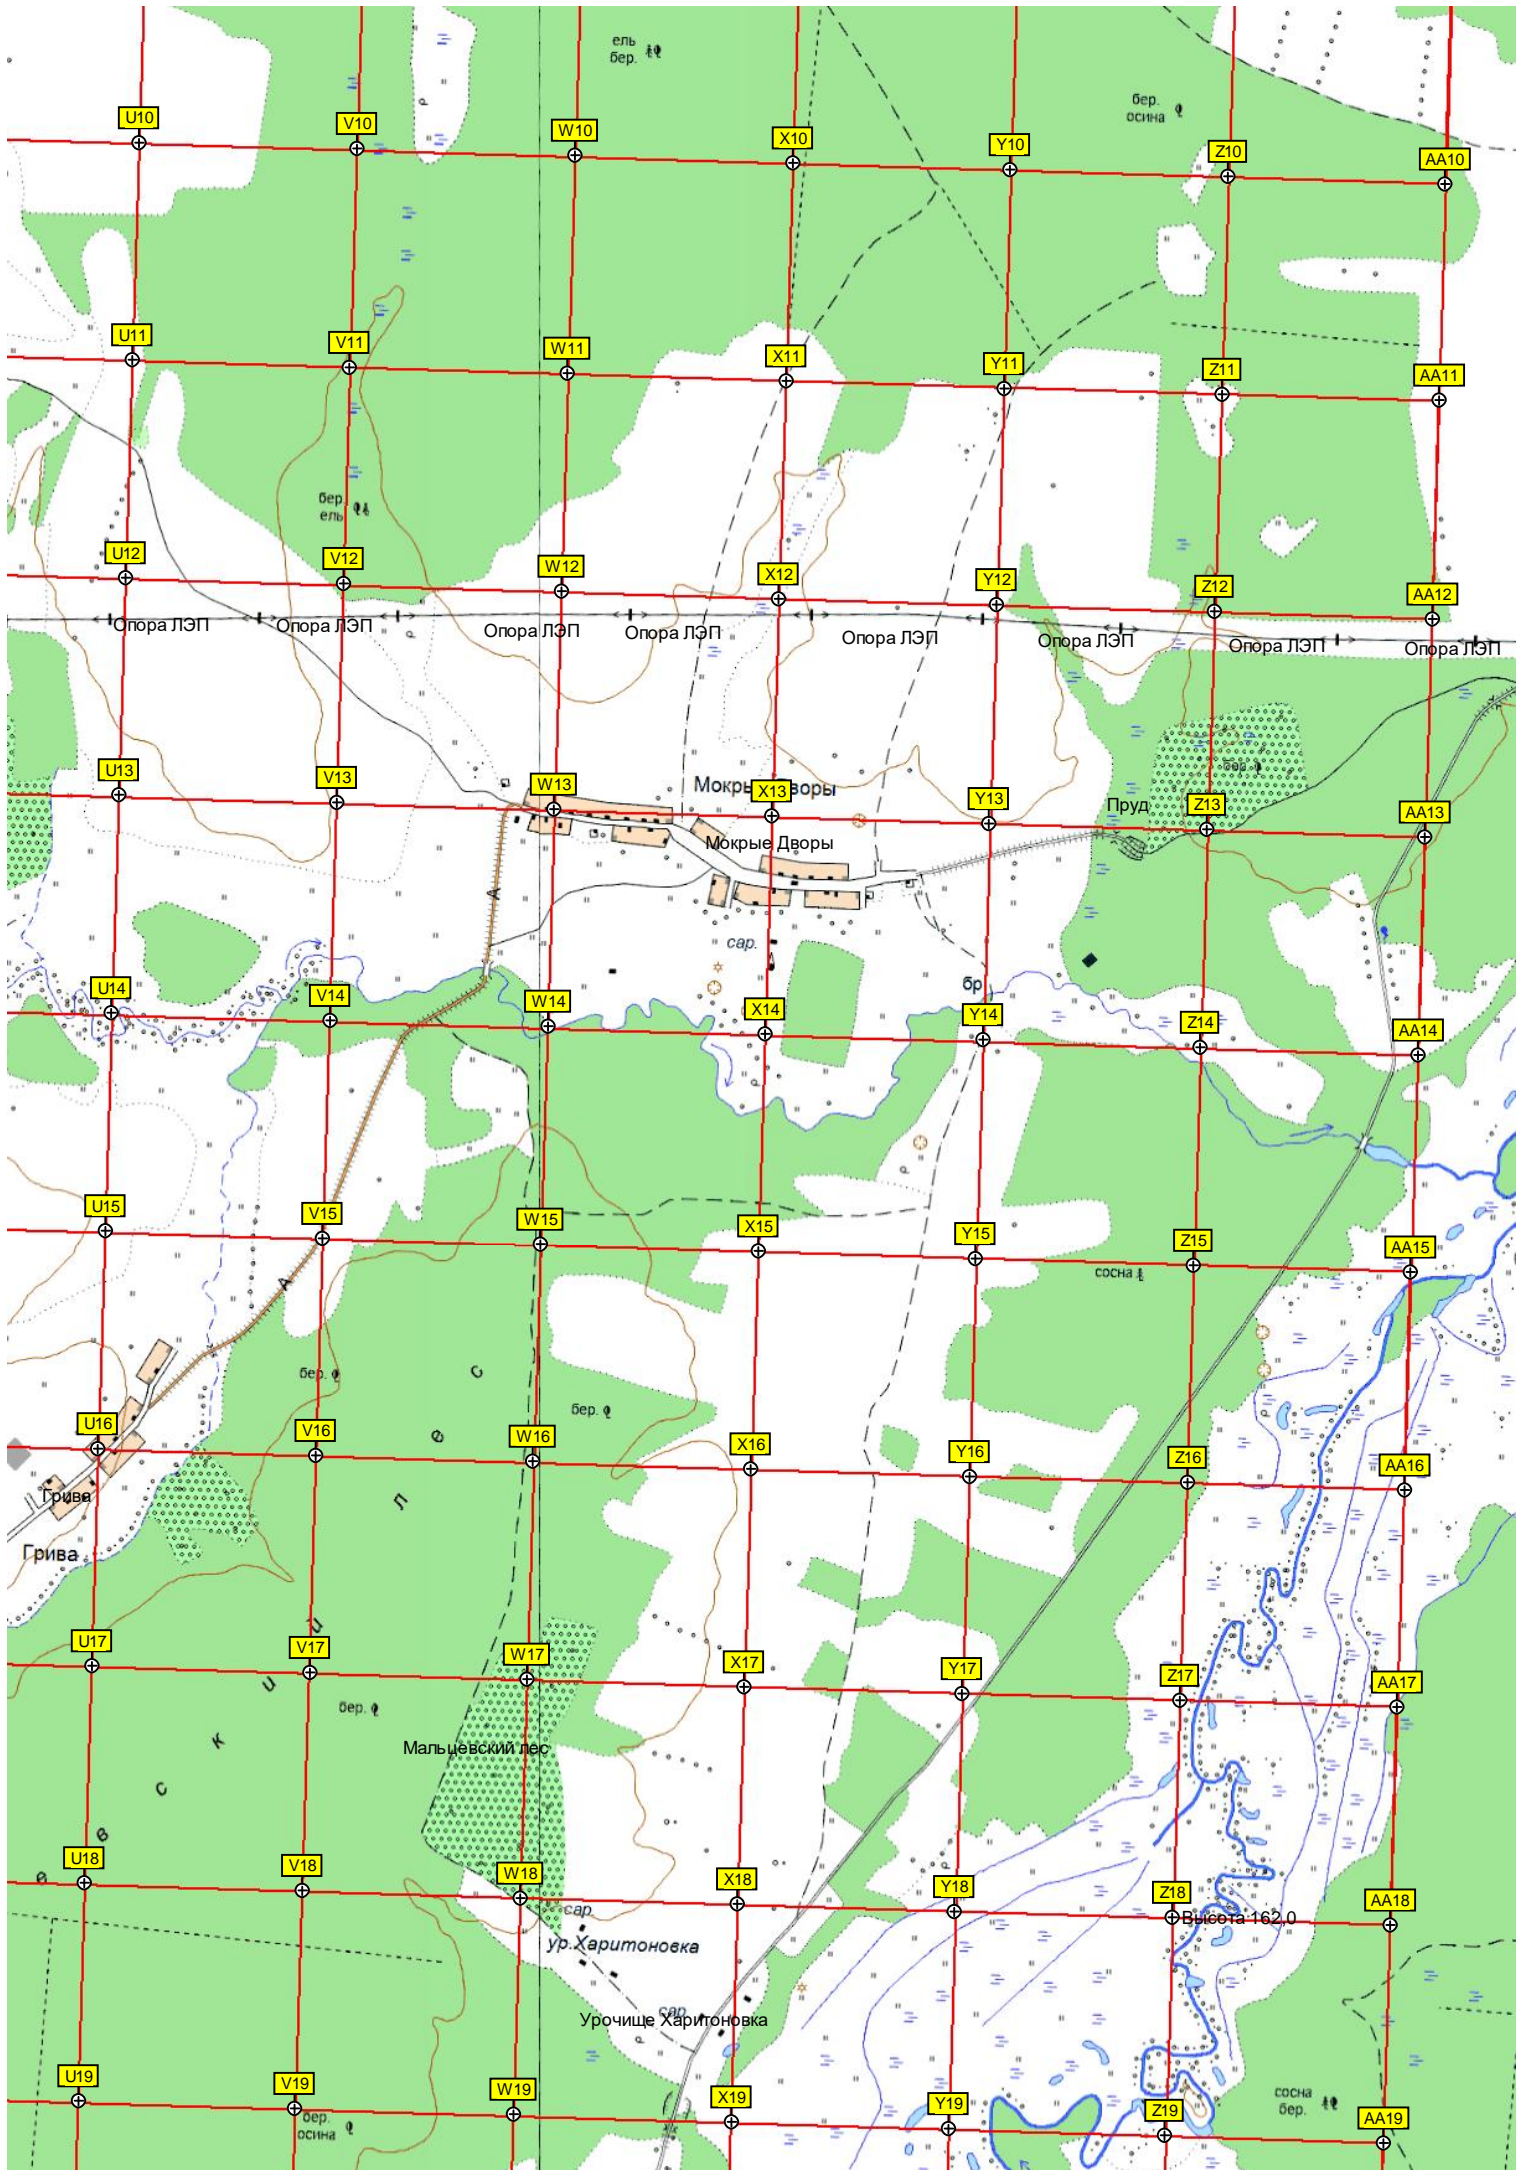 ель
бер.
бер.
осина
U10
V10
W10
X10
Y10
Z10
AA10
U11
V11
W11
X11
Y11
Z11
AA11
бер.
ель
U12
V12
W12
X12
Y12
Z12
AA12
Опора ЛЭП
Опора ЛЭП
Опора ЛЭП
Опора ЛЭП
Опора ЛЭП
Опора ЛЭП
Опора ЛЭП
Опора ЛЭП
бер.
U13
V13
W13
Мокрые Дворы
X13
Y13
Пруд
Z13
AA13
Мокрые Дворы
А
сар.
бр
U14
V14
W14
X14
Y14
Z14
AA14
р
р
U15
V15
W15
X15
Y15
Z15
AA15
сосна
А
бер.
с
бер.
р
U16
V16
е
W16
X16
Y16
Z16
AA16
Грива
Л
Грива
й
U17
V17
W17
X17
Y17
Z17
AA17
и
бер.
к
Мальцевский лес
с
в
е
U18
V18
W18
X18
Y18
Z18
AA18
р
сар.
Высота 162,0
ур.Харитоновка
сар.
Урочище Харитоновка
р
U19
V19
W19
X19
Y19
Z19
AA19
бер.
осина
сосна
бер.